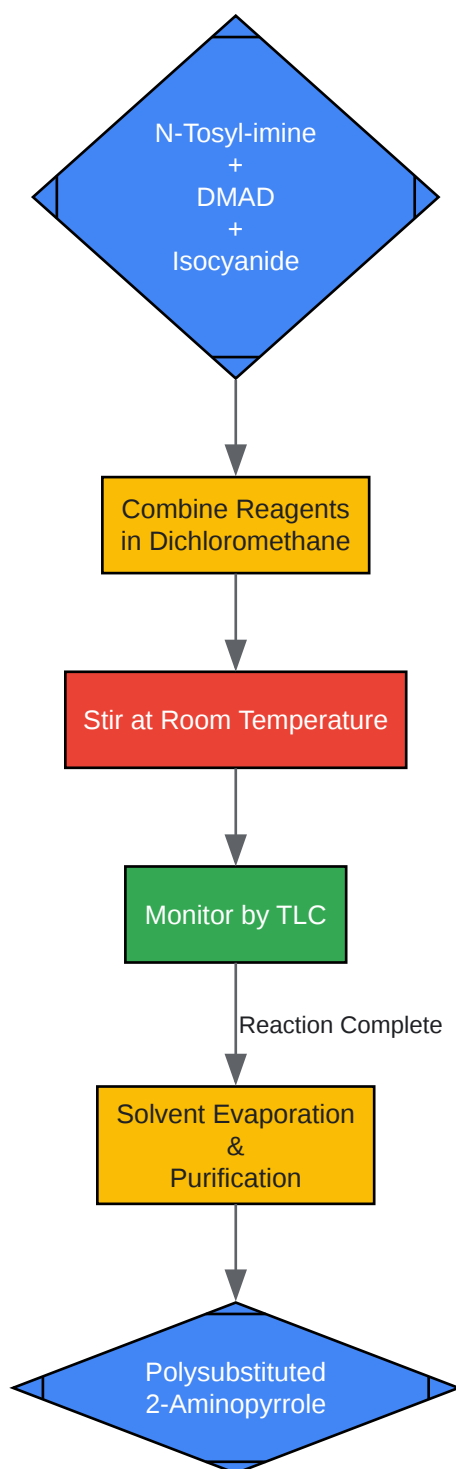 N-Tosyl-imine
+
DMAD
+
Isocyanide
Combine Reagents
in Dichloromethane
Stir at Room Temperature
Monitor by TLC
Reaction Complete
Solvent Evaporation
&
Purification
Polysubstituted
2-Aminopyrrole